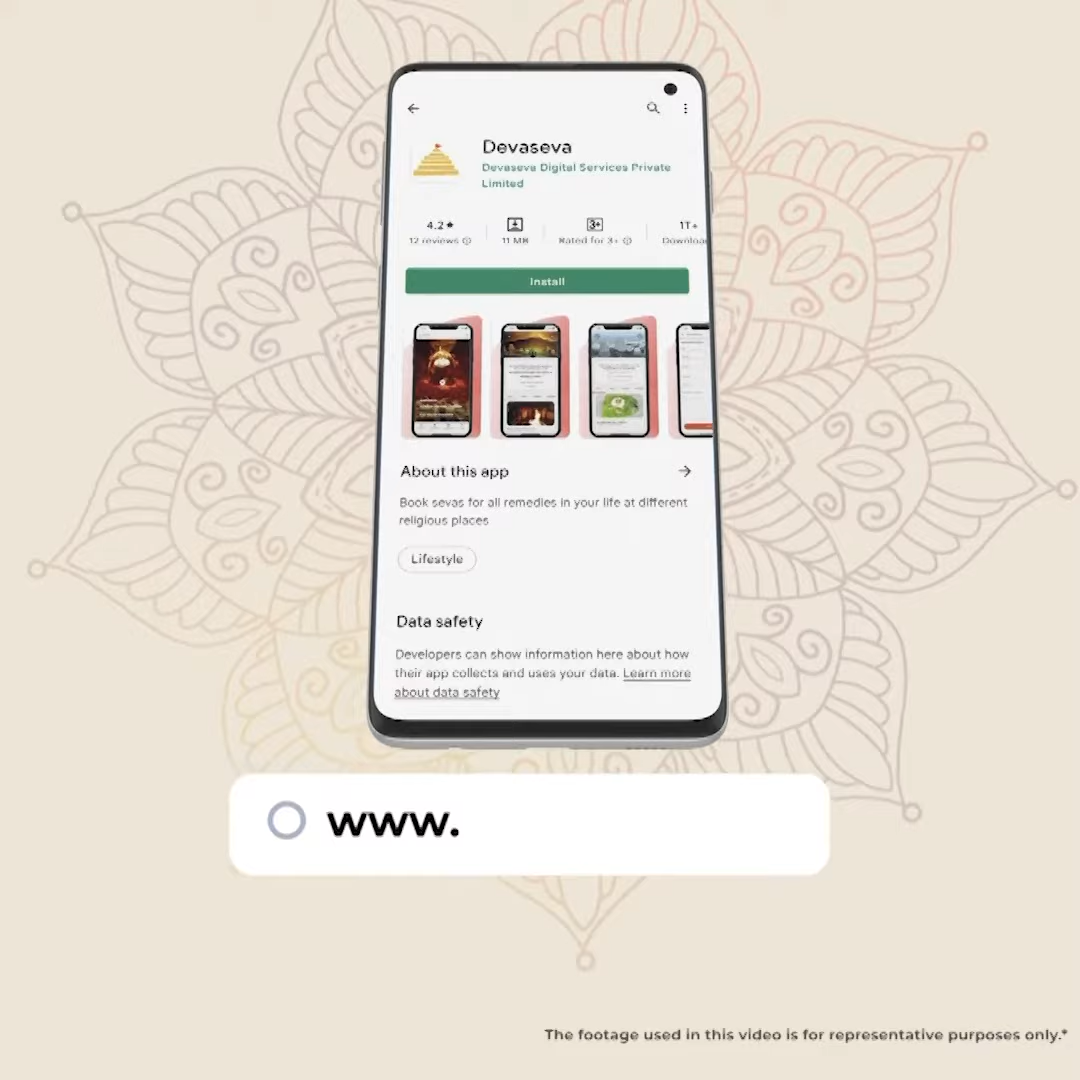 Devaseva
Devaseva Digital Services Private
Limited
4.2★
12 reviews
11 MB
3+
Rated for 3+
1T+
Install
About this app
Book sevas for all remedies in your life at different
religious places
Lifestyle
Data safety
Developers can show information here about how
their app collects and uses your data. Learn more
about data safety
www.
The footage used in this video is for representative purposes only.*